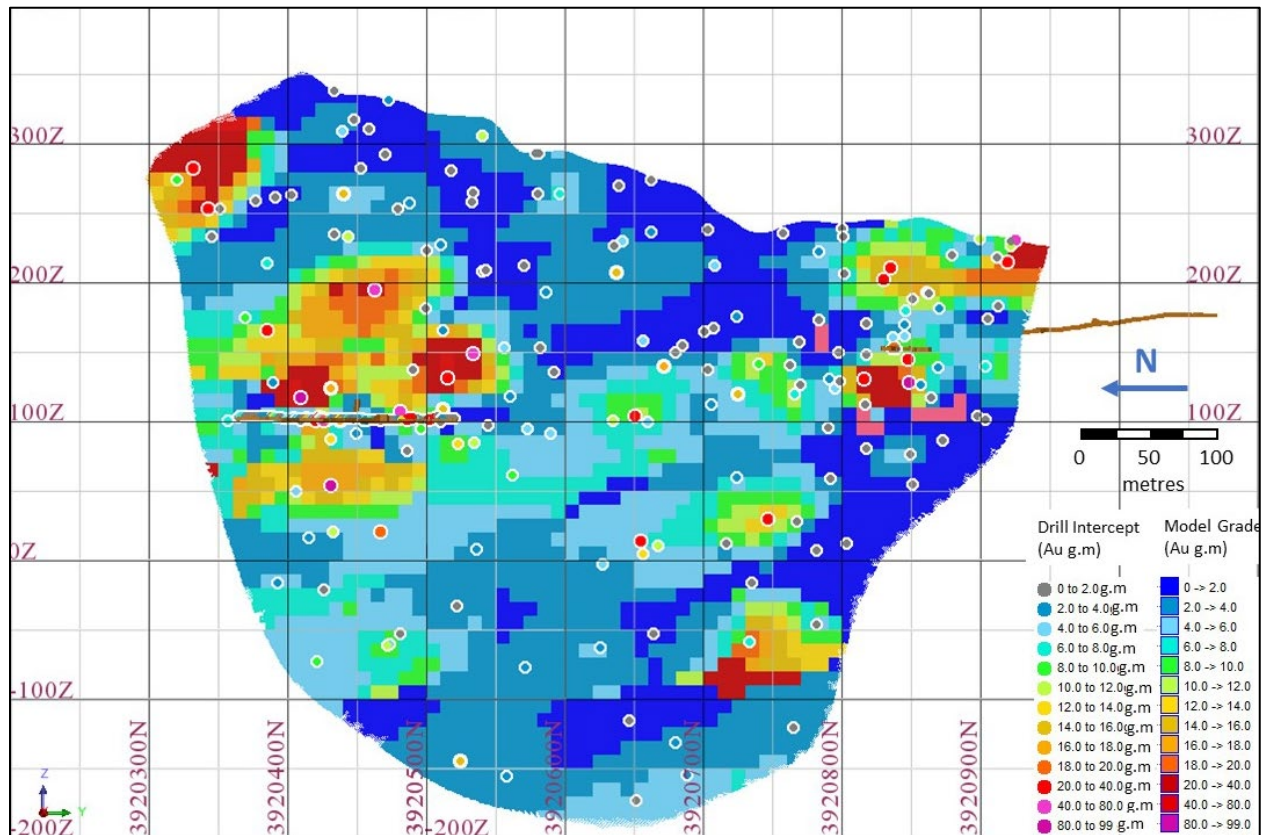 300Z
300Z
200Z
200Z
N
100Z
100Z
0 50 100
metres
0Z
0Z
-100Z
-200Z
-200Z
3920300N
3920400N
3920500N
3920600N
3920700N
3920800N
3920900N
Z
Y
Drill Intercept
(Au g.m)
0 to 2.0g.m
2.0 to 4.0g.m
4.0 to 6.0g.m
6.0 to 8.0g.m
8.0 to 10.0g.m
10.0 to 12.0g.m
12.0 to 14.0g.m
14.0 to 16.0g.m
16.0 to 18.0g.m
18.0 to 20.0g.m
20.0 to 40.0g.m
40.0 to 80.0g.m
80.0 to 99 g.m
Model Grade
(Au g.m)
0 -> 2.0
2.0 -> 4.0
4.0 -> 6.0
6.0 -> 8.0
8.0 -> 10.0
10.0 -> 12.0
12.0 -> 14.0
14.0 -> 16.0
16.0 -> 18.0
18.0 -> 20.0
20.0 -> 40.0
40.0 -> 80.0
80.0 -> 99.0